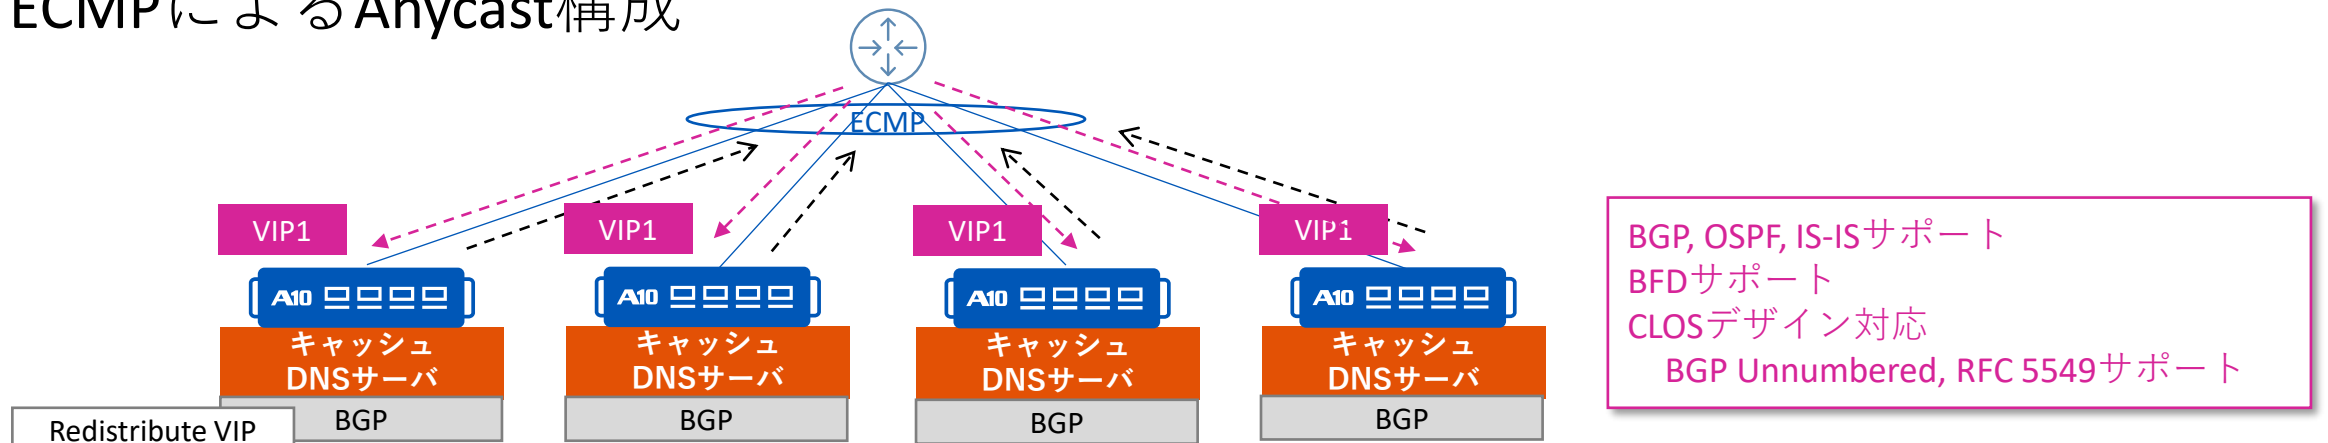 ECMPによるAnycast構成
ECMP
VIP1
VIP1
VIP1
VIP1
A10
A10
A10
A10
キャッシュ
DNSサーバ
キャッシュ
DNSサーバ
キャッシュ
DNSサーバ
キャッシュ
DNSサーバ
BGP
BGP
BGP
BGP
Redistribute VIP
BGP, OSPF, IS-ISサポート
BFDサポート
CLOSデザイン対応
BGP Unnumbered, RFC 5549サポート